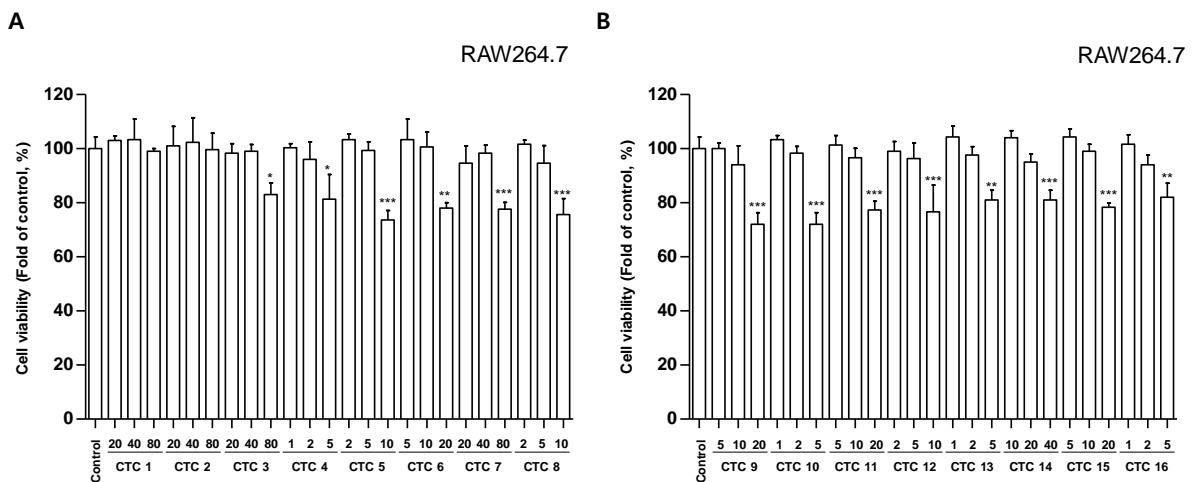 A
RAW264.7
Cell viability (Fold of control, %)
120
100
80
60
40
20
0
* * *** ** *** ***
Control 20 40 80 20 40 80 20 40 80 1 2 5 2 5 10 5 10 20 20 40 80 2 5 10
CTC 1 CTC 2 CTC 3 CTC 4 CTC 5 CTC 6 CTC 7 CTC 8
B
RAW264.7
Cell viability (Fold of control, %)
120
100
80
60
40
20
0
*** *** *** *** ** *** *** **
Control 5 10 20 1 2 5 5 10 20 2 5 10 1 2 5 10 20 40 5 10 20 1 2 5
CTC 9 CTC 10 CTC 11 CTC 12 CTC 13 CTC 14 CTC 15 CTC 16